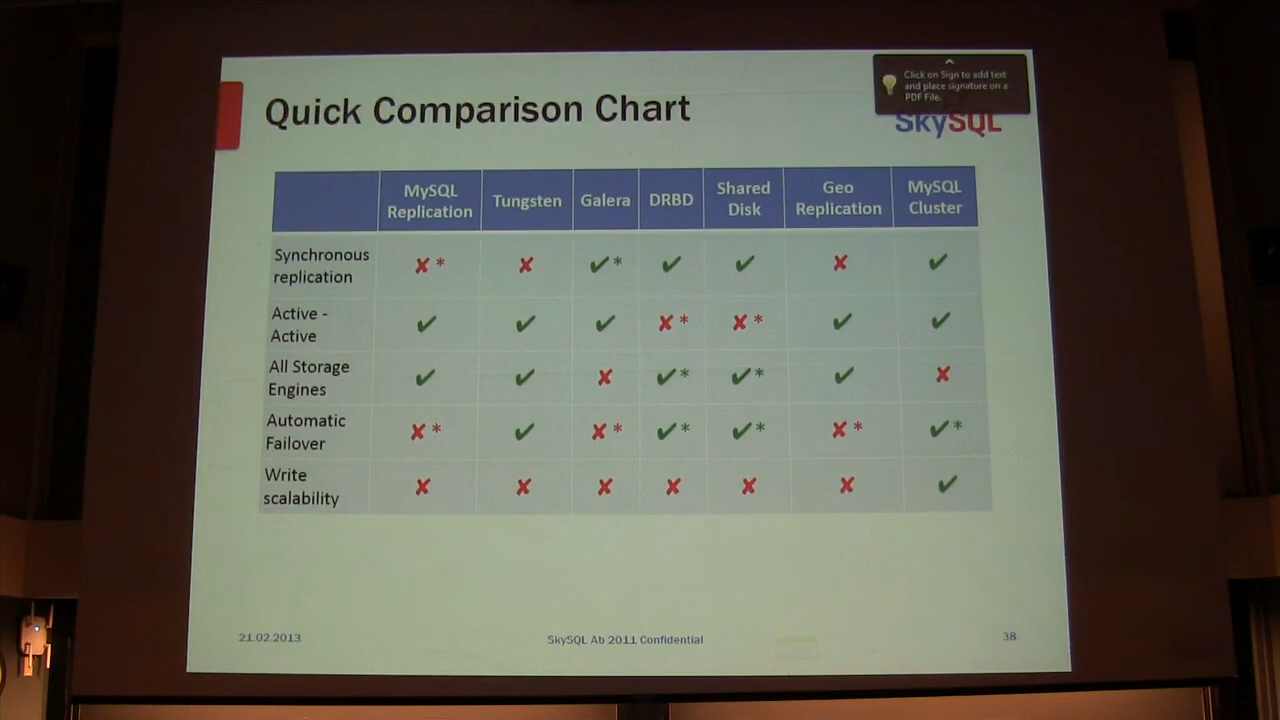 Click on Sign to add text
and place signature on a
PDF File.
Quick Comparison Chart
SkySQL
MySQL Replication Tungsten Galera DRBD Shared Disk Geo Replication MySQL Cluster
Synchronous replication ✘* ✘ ✔* ✔ ✔ ✘ ✔
Active - Active ✔ ✔ ✔ ✘* ✘* ✔ ✔
All Storage Engines ✔ ✔ ✘ ✔* ✔* ✔ ✘
Automatic Failover ✘* ✔ ✘* ✔* ✔* ✘* ✔*
Write scalability ✘ ✘ ✘ ✘ ✘ ✘ ✔
21.02.2013 SkySQL Ab 2011 Confidential 38